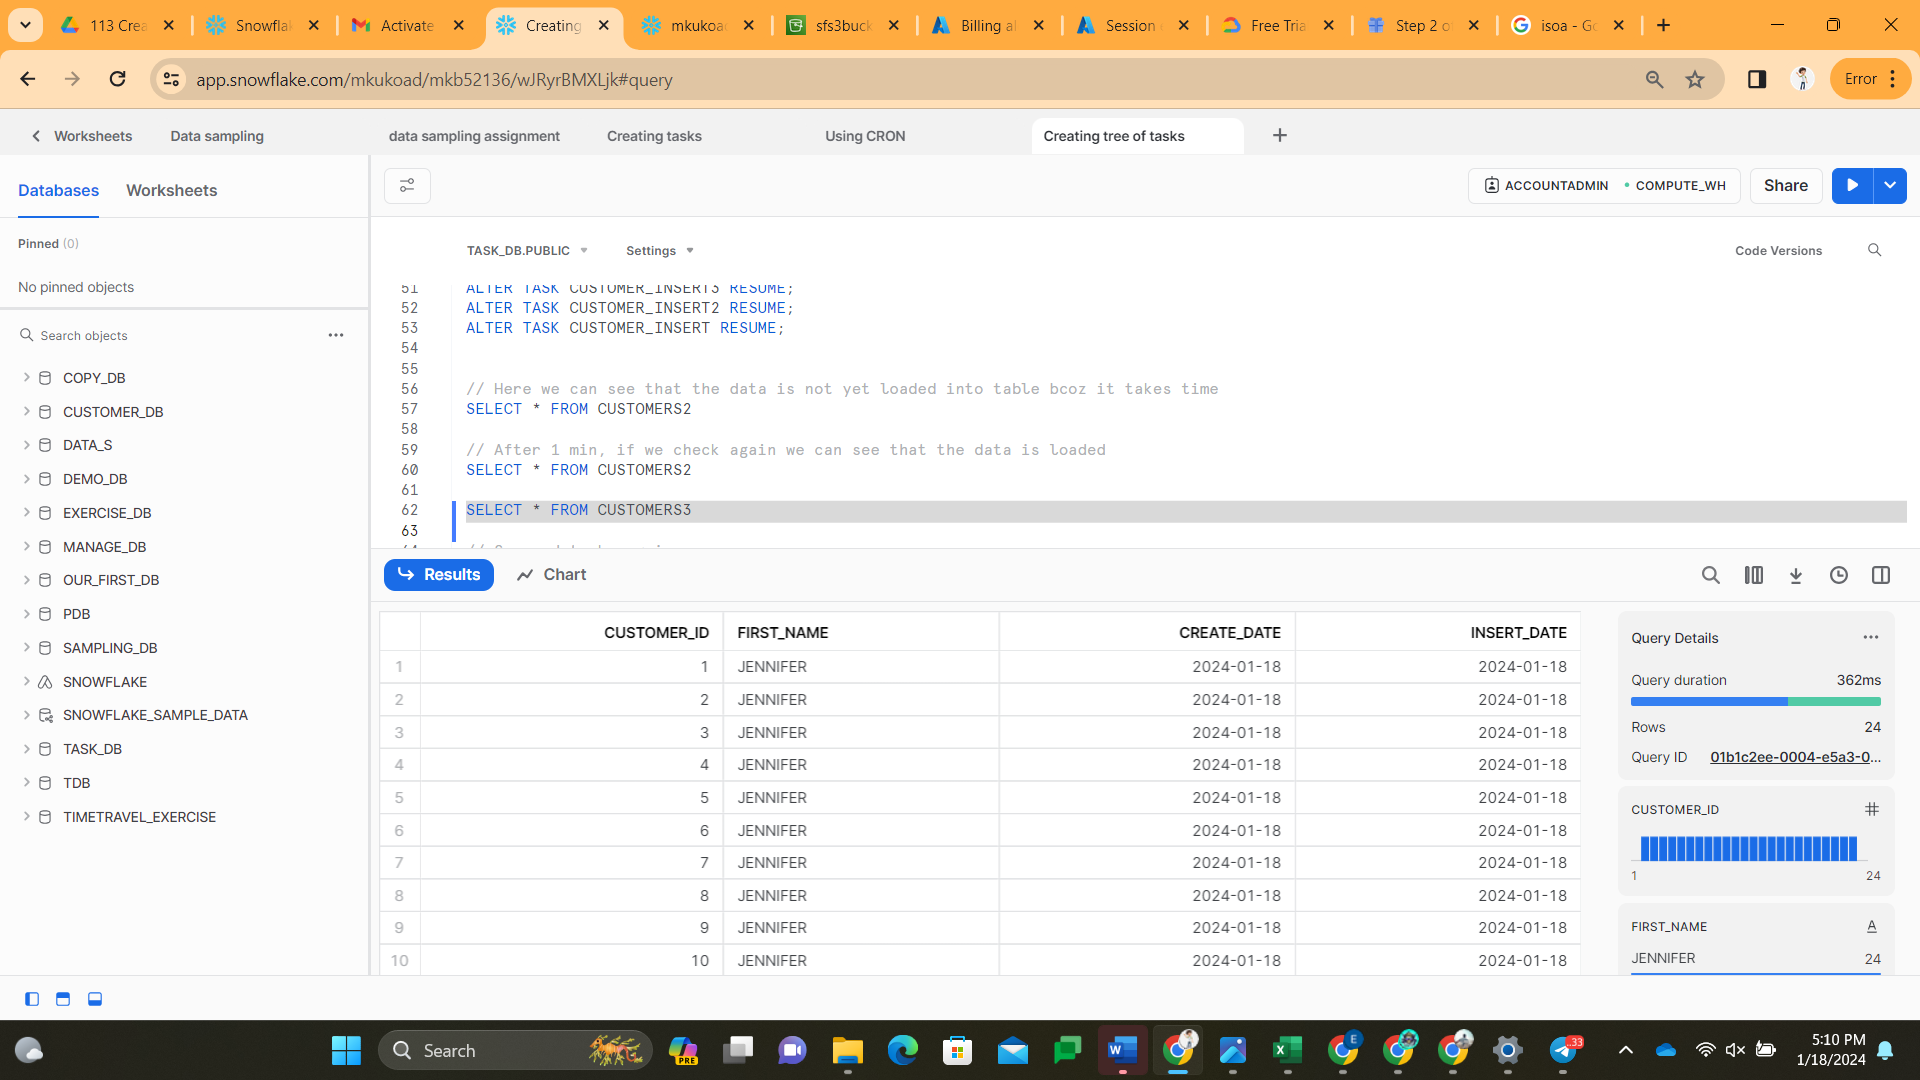 113 Crea
Snowflak
Activate
Creating
mkukoad
sfs3buck
Billing al
Session
Free Tria
Step 2 o
isoa - Go
app.snowflake.com/mkukoad/mkb52136/wJRyrBMXLjk#query
Error
Worksheets
Data sampling
data sampling assignment
Creating tasks
Using CRON
Creating tree of tasks
Databases
Worksheets
ACCOUNTADMIN
COMPUTE_WH
Share
Pinned (0)
No pinned objects
TASK_DB.PUBLIC
Settings
Code Versions
Search objects
COPY_DB
CUSTOMER_DB
DATA_S
DEMO_DB
EXERCISE_DB
MANAGE_DB
OUR_FIRST_DB
PDB
SAMPLING_DB
SNOWFLAKE
SNOWFLAKE_SAMPLE_DATA
TASK_DB
TDB
TIMETRAVEL_EXERCISE
51 ALTER TASK CUSTOMER_INSERT3 RESUME;
52 ALTER TASK CUSTOMER_INSERT2 RESUME;
53 ALTER TASK CUSTOMER_INSERT RESUME;
54
55
56 // Here we can see that the data is not yet loaded into table bcoz it takes time
57 SELECT * FROM CUSTOMERS2
58
59 // After 1 min, if we check again we can see that the data is loaded
60 SELECT * FROM CUSTOMERS2
61
62 SELECT * FROM CUSTOMERS3
63
Results
Chart
CUSTOMER_ID FIRST_NAME CREATE_DATE INSERT_DATE
1 1 JENNIFER 2024-01-18 2024-01-18
2 2 JENNIFER 2024-01-18 2024-01-18
3 3 JENNIFER 2024-01-18 2024-01-18
4 4 JENNIFER 2024-01-18 2024-01-18
5 5 JENNIFER 2024-01-18 2024-01-18
6 6 JENNIFER 2024-01-18 2024-01-18
7 7 JENNIFER 2024-01-18 2024-01-18
8 8 JENNIFER 2024-01-18 2024-01-18
9 9 JENNIFER 2024-01-18 2024-01-18
10 10 JENNIFER 2024-01-18 2024-01-18
Query Details
Query duration 362ms
Rows 24
Query ID 01b1c2ee-0004-e5a3-0...
CUSTOMER_ID
1 24
FIRST_NAME
JENNIFER 24
Search
PRE
E
33
5:10 PM
1/18/2024